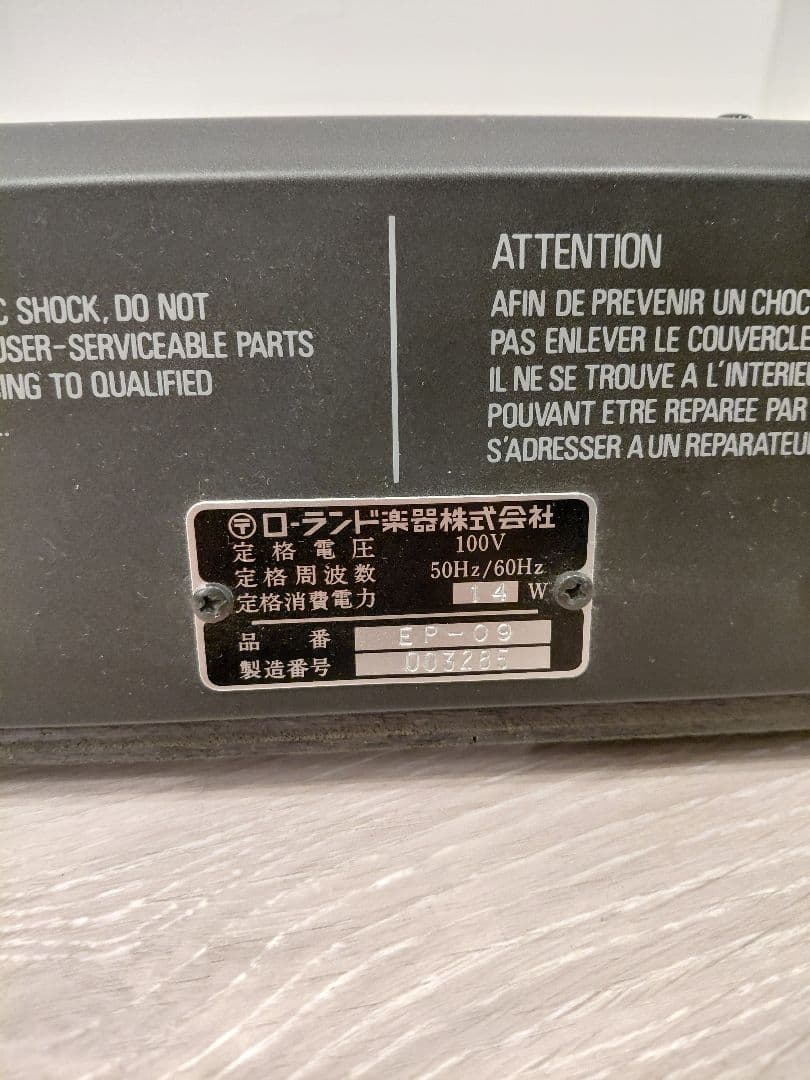 C SHOCK, DO NOT
USER-SERVICEABLE PARTS
ING TO QUALIFIED
ATTENTION
AFIN DE PREVENIR UN CHOC
PAS ENLEVER LE COUVERCLE
IL NE SE TROUVE A L'INTERIE
POUVANT ETRE REPAREE PAR
S'ADRESSER A UN REPARATEU
〶ローランド楽器株式会社
定格電圧 100V
定格周波数 50Hz/60Hz
定格消費電力 14 W
品番 EP-09
製造番号 003285